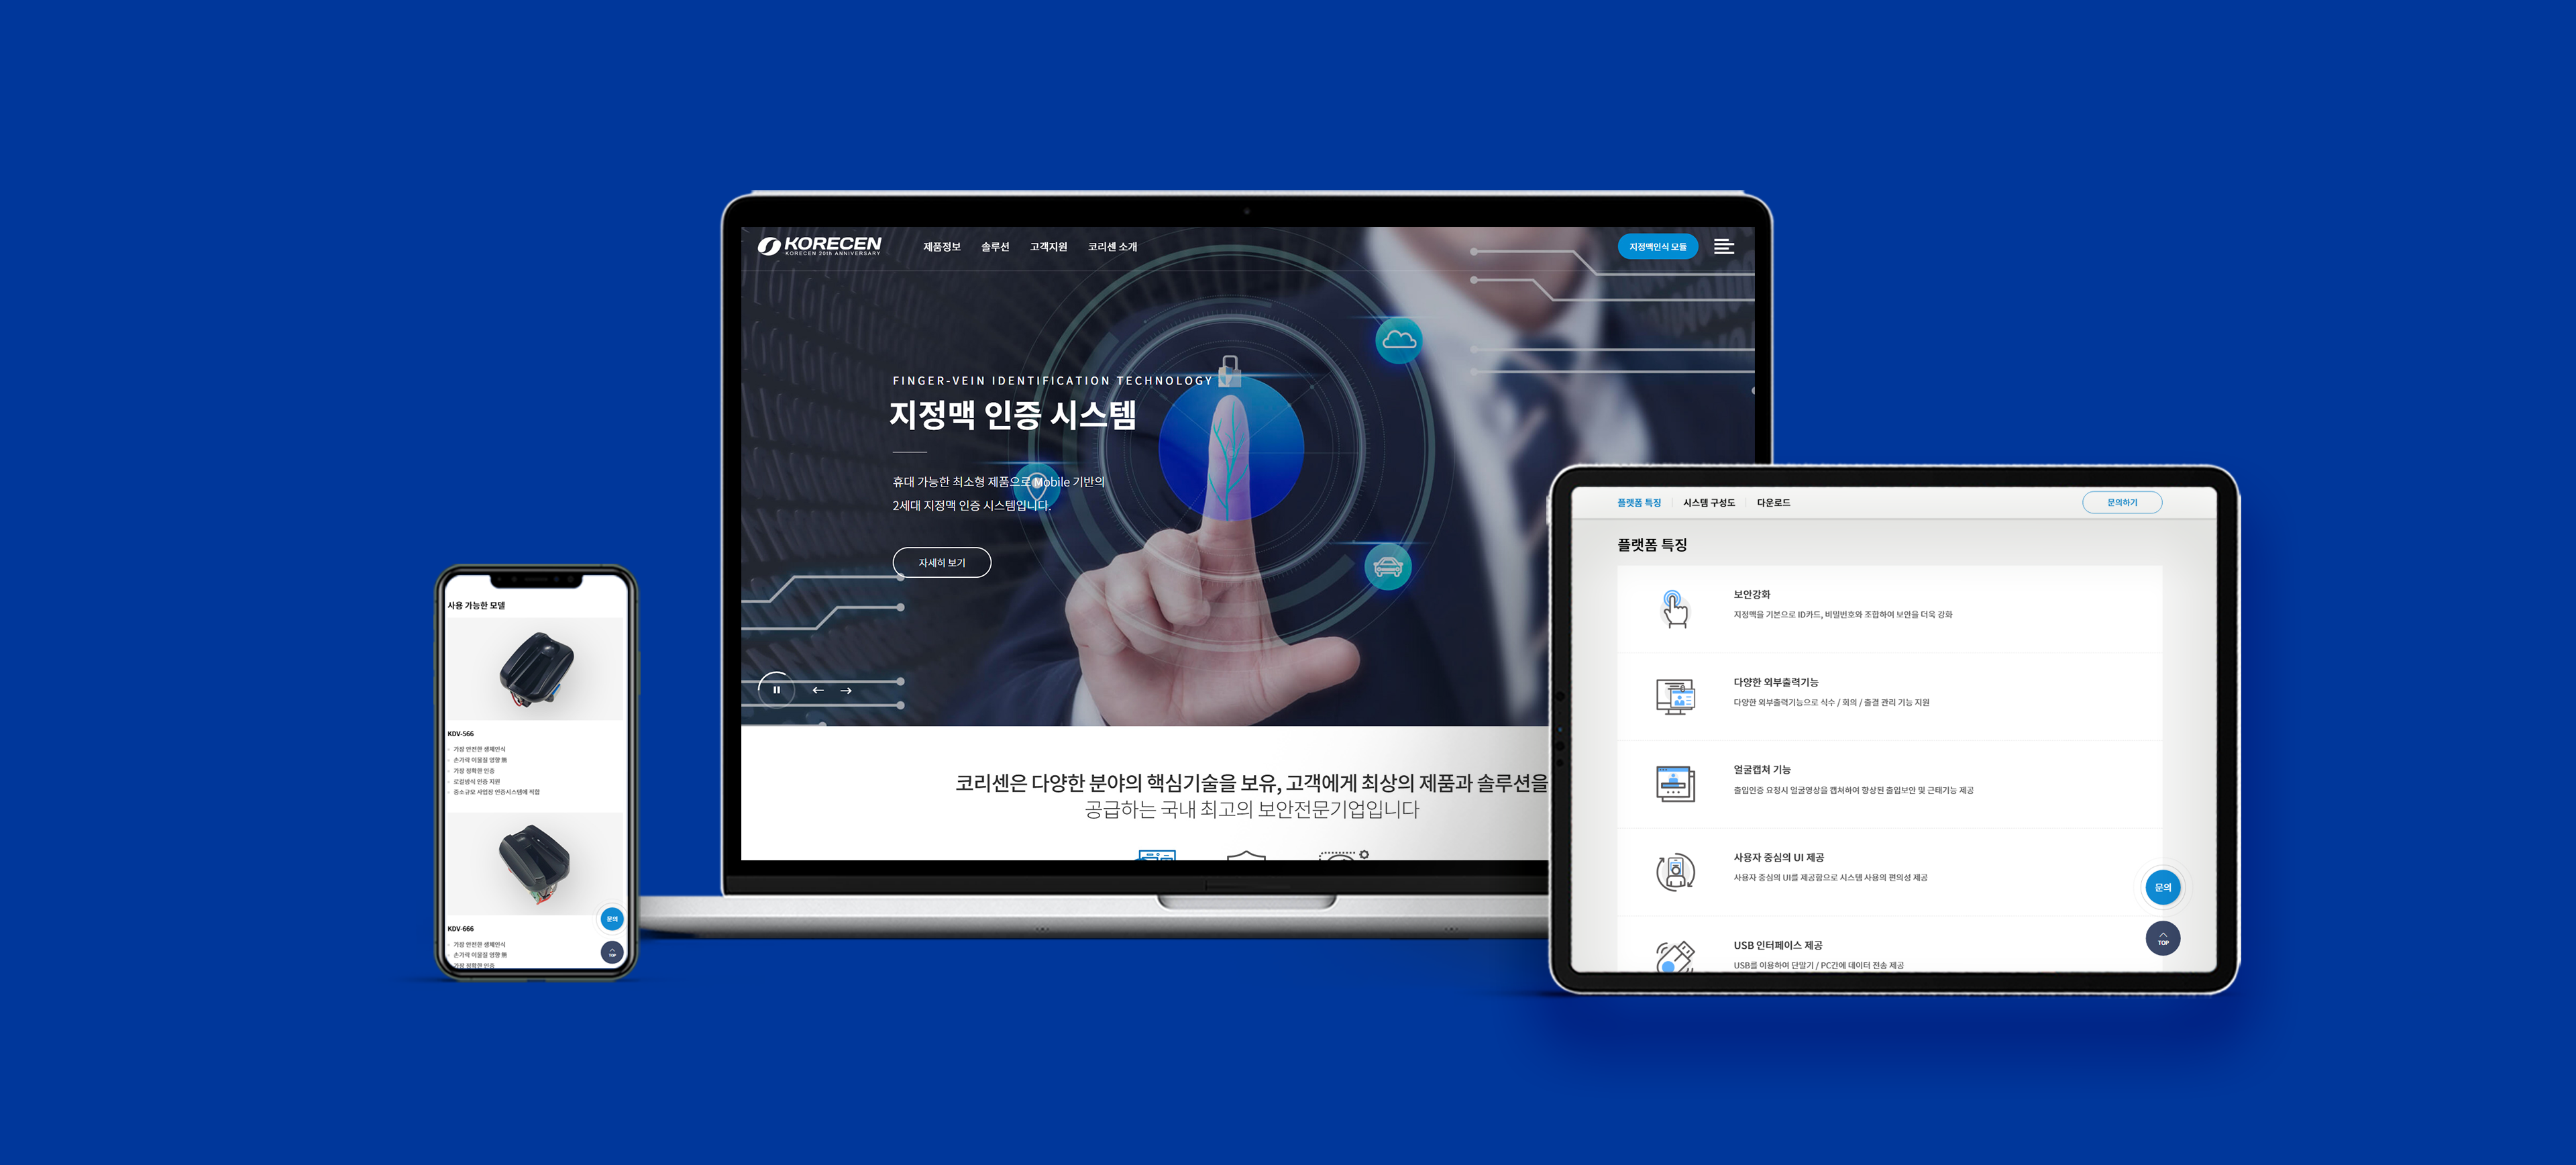 사용 가능한 모델
KDV-566
가장 안전한 생체인식
손가락 이물질 영향 無
가장 정확한 인증
로컬방식 인증 지원
중소규모 사업장 인증시스템에 적합
KDV-666
가장 안전한 생체인식
손가락 이물질 영향 無
가장 정확한 인증
문의
TOP
KORECEN
KORECEN 20th ANNIVERSARY
제품정보 솔루션 고객지원 코리센 소개
지정맥인식 모듈
FINGER-VEIN IDENTIFICATION TECHNOLOGY
지정맥 인증 시스템
휴대 가능한 최소형 제품으로 Mobile 기반의
2세대 지정맥 인증 시스템입니다.
자세히 보기
코리센은 다양한 분야의 핵심기술을 보유, 고객에게 최상의 제품과 솔루션을
공급하는 국내 최고의 보안전문기업입니다
플랫폼 특징 시스템 구성도 다운로드
문의하기
플랫폼 특징
보안강화
지정맥을 기본으로 ID카드, 비밀번호와 조합하여 보안을 더욱 강화
다양한 외부출력기능
다양한 외부출력기능으로 식수 / 회의 / 출결 관리 기능 지원
얼굴캡쳐 기능
출입인증 요청시 얼굴영상을 캡쳐하여 향상된 출입보안 및 근태기능 제공
사용자 중심의 UI 제공
사용자 중심의 UI를 제공함으로 시스템 사용의 편의성 제공
USB 인터페이스 제공
USB를 이용하여 단말기 / PC간에 데이터 전송 제공
문의
TOP